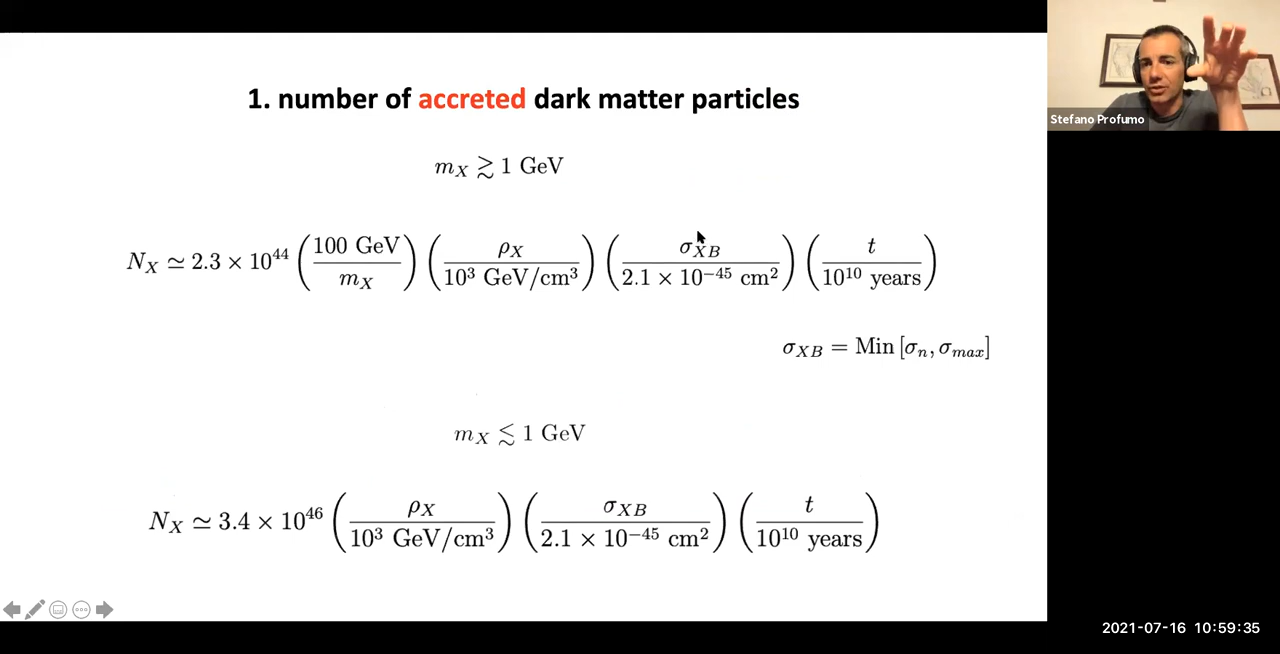 1. number of accreted dark matter particles
Stefano Profumo
m_X ≳ 1 GeV
N_X ≃ 2.3 × 10^44 (100 GeV / m_X) (ρ_X / 10^3 GeV/cm^3) (σ_XB / 2.1 × 10^−45 cm^2) (t / 10^10 years)
σ_XB = Min [σ_n, σ_max]
m_X ≲ 1 GeV
N_X ≃ 3.4 × 10^46 (ρ_X / 10^3 GeV/cm^3) (σ_XB / 2.1 × 10^−45 cm^2) (t / 10^10 years)
2021-07-16 10:59:35